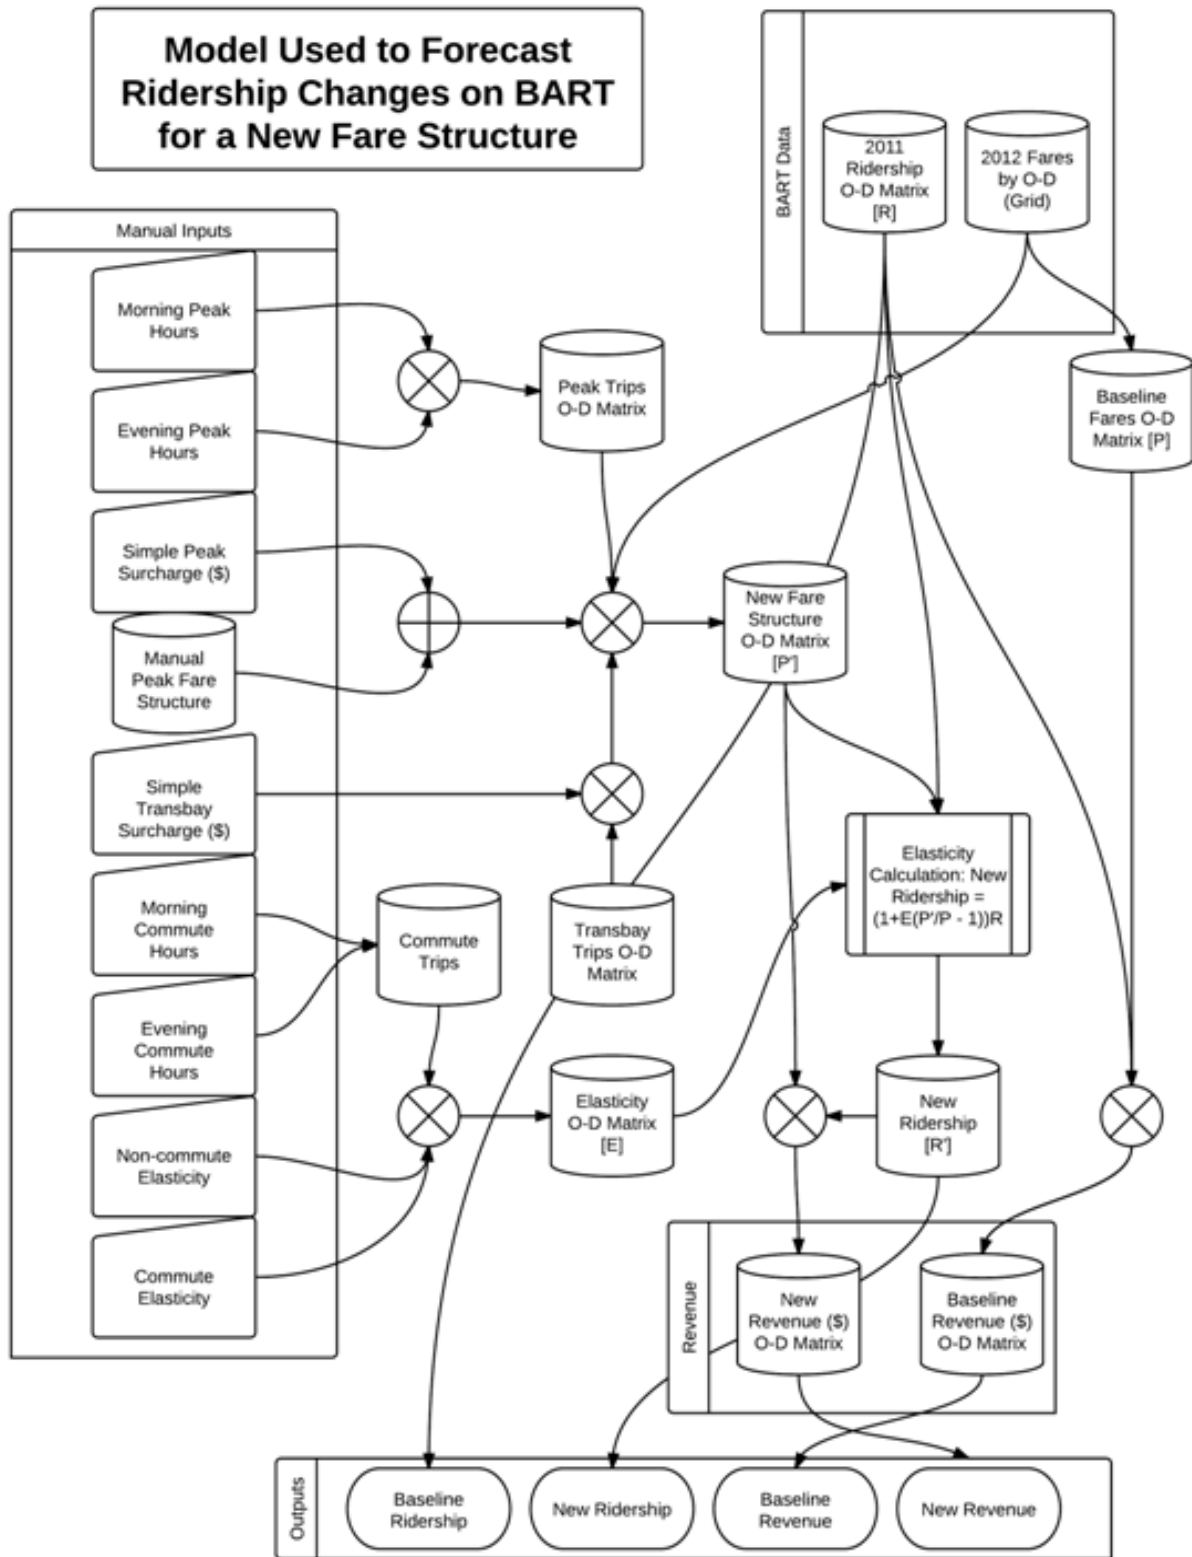 Model Used to Forecast
Ridership Changes on BART
for a New Fare Structure
BART Data
2011
Ridership
O-D Matrix
[R]
2012 Fares
by O-D
(Grid)
Manual Inputs
Morning Peak
Hours
Evening Peak
Hours
Simple Peak
Surcharge ($)
Manual
Peak Fare
Structure
Simple
Transbay
Surcharge ($)
Morning
Commute
Hours
Evening
Commute
Hours
Non-commute
Elasticity
Commute
Elasticity
Peak Trips
O-D Matrix
Baseline
Fares O-D
Matrix [P]
New Fare
Structure
O-D Matrix
[P']
Commute
Trips
Transbay
Trips O-D
Matrix
Elasticity
Calculation: New
Ridership =
(1+E(P'/P - 1))R
Elasticity
O-D Matrix
[E]
New
Ridership
[R']
Revenue
New
Revenue ($)
O-D Matrix
Baseline
Revenue ($)
O-D Matrix
Outputs
Baseline
Ridership
New Ridership
Baseline
Revenue
New Revenue